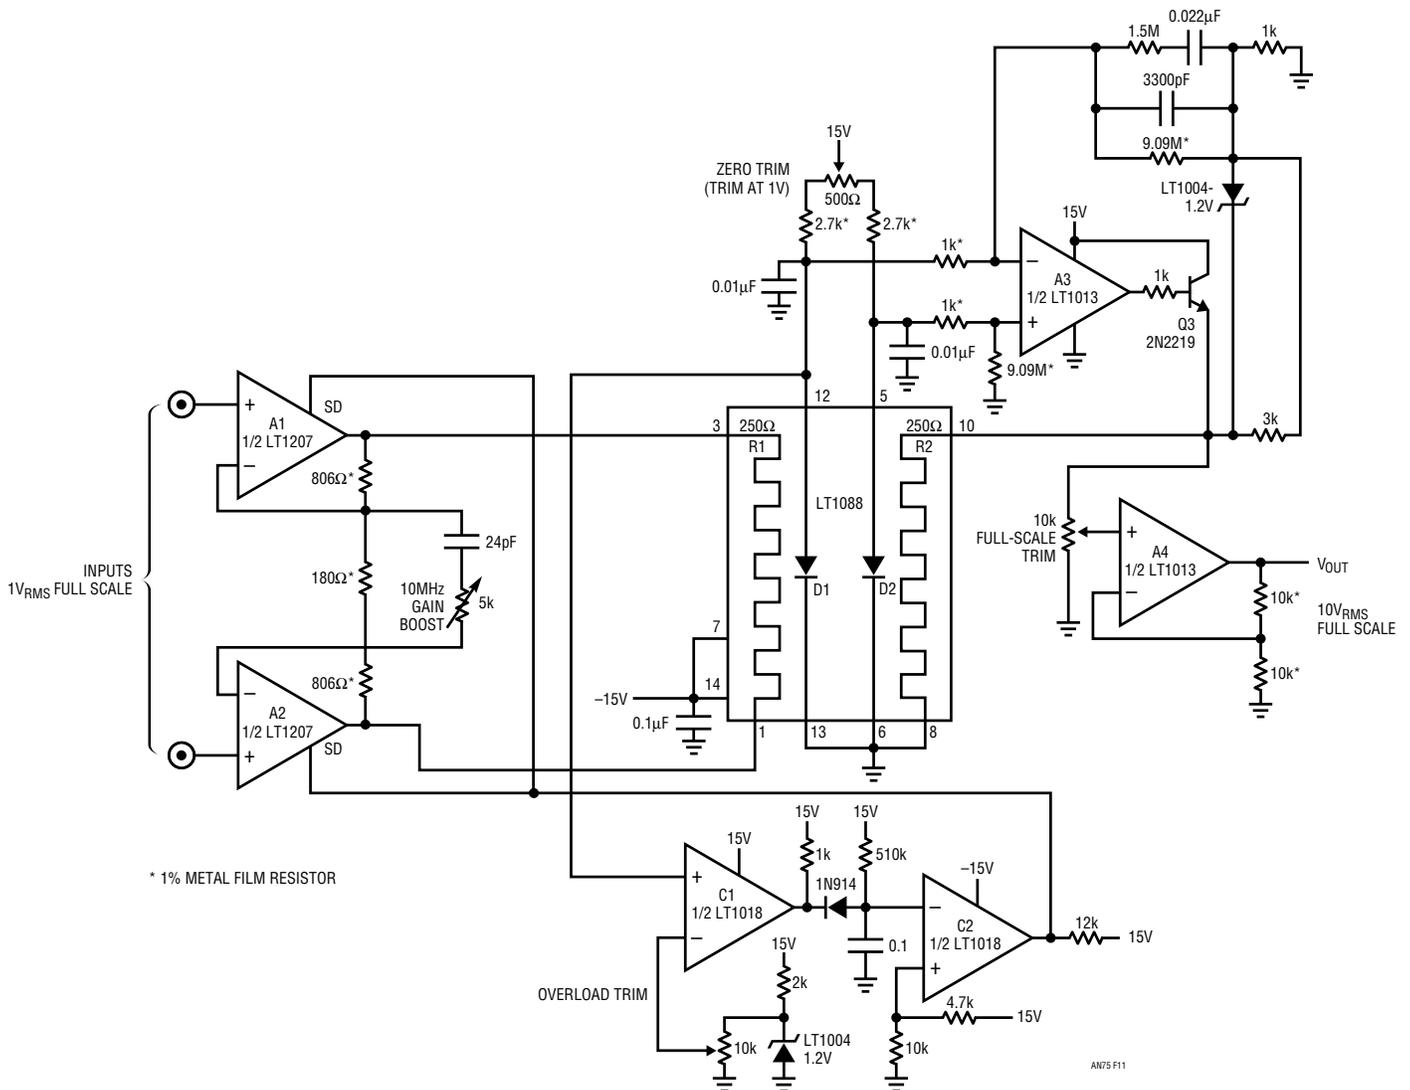 0.022µF
1.5M
1k
3300pF
9.09M*
15V
ZERO TRIM
(TRIM AT 1V)
500Ω
2.7k*
2.7k*
LT1004-
1.2V
15V
1k*
−
A3
1/2 LT1013
1k
0.01µF
1k*
+
Q3
2N2219
0.01µF
9.09M*
12
5
SD
+
A1
1/2 LT1207
−
3
250Ω
R1
250Ω
R2
10
3k
806Ω*
LT1088
24pF
10k
FULL-SCALE
TRIM
+
A4
1/2 LT1013
−
VOUT
INPUTS
1VRMS FULL SCALE
180Ω*
10MHz
GAIN
BOOST
5k
D1
D2
10k*
10VRMS
FULL SCALE
7
10k*
−
A2
1/2 LT1207
+
SD
806Ω*
14
−15V
0.1µF
1
13
6
8
15V
15V
15V
1k
510k
−15V
* 1% METAL FILM RESISTOR
+
C1
1/2 LT1018
−
1N914
−
C2
1/2 LT1018
+
12k
15V
0.1
15V
2k
OVERLOAD TRIM
4.7k
15V
10k
LT1004
1.2V
10k
AN75 F11